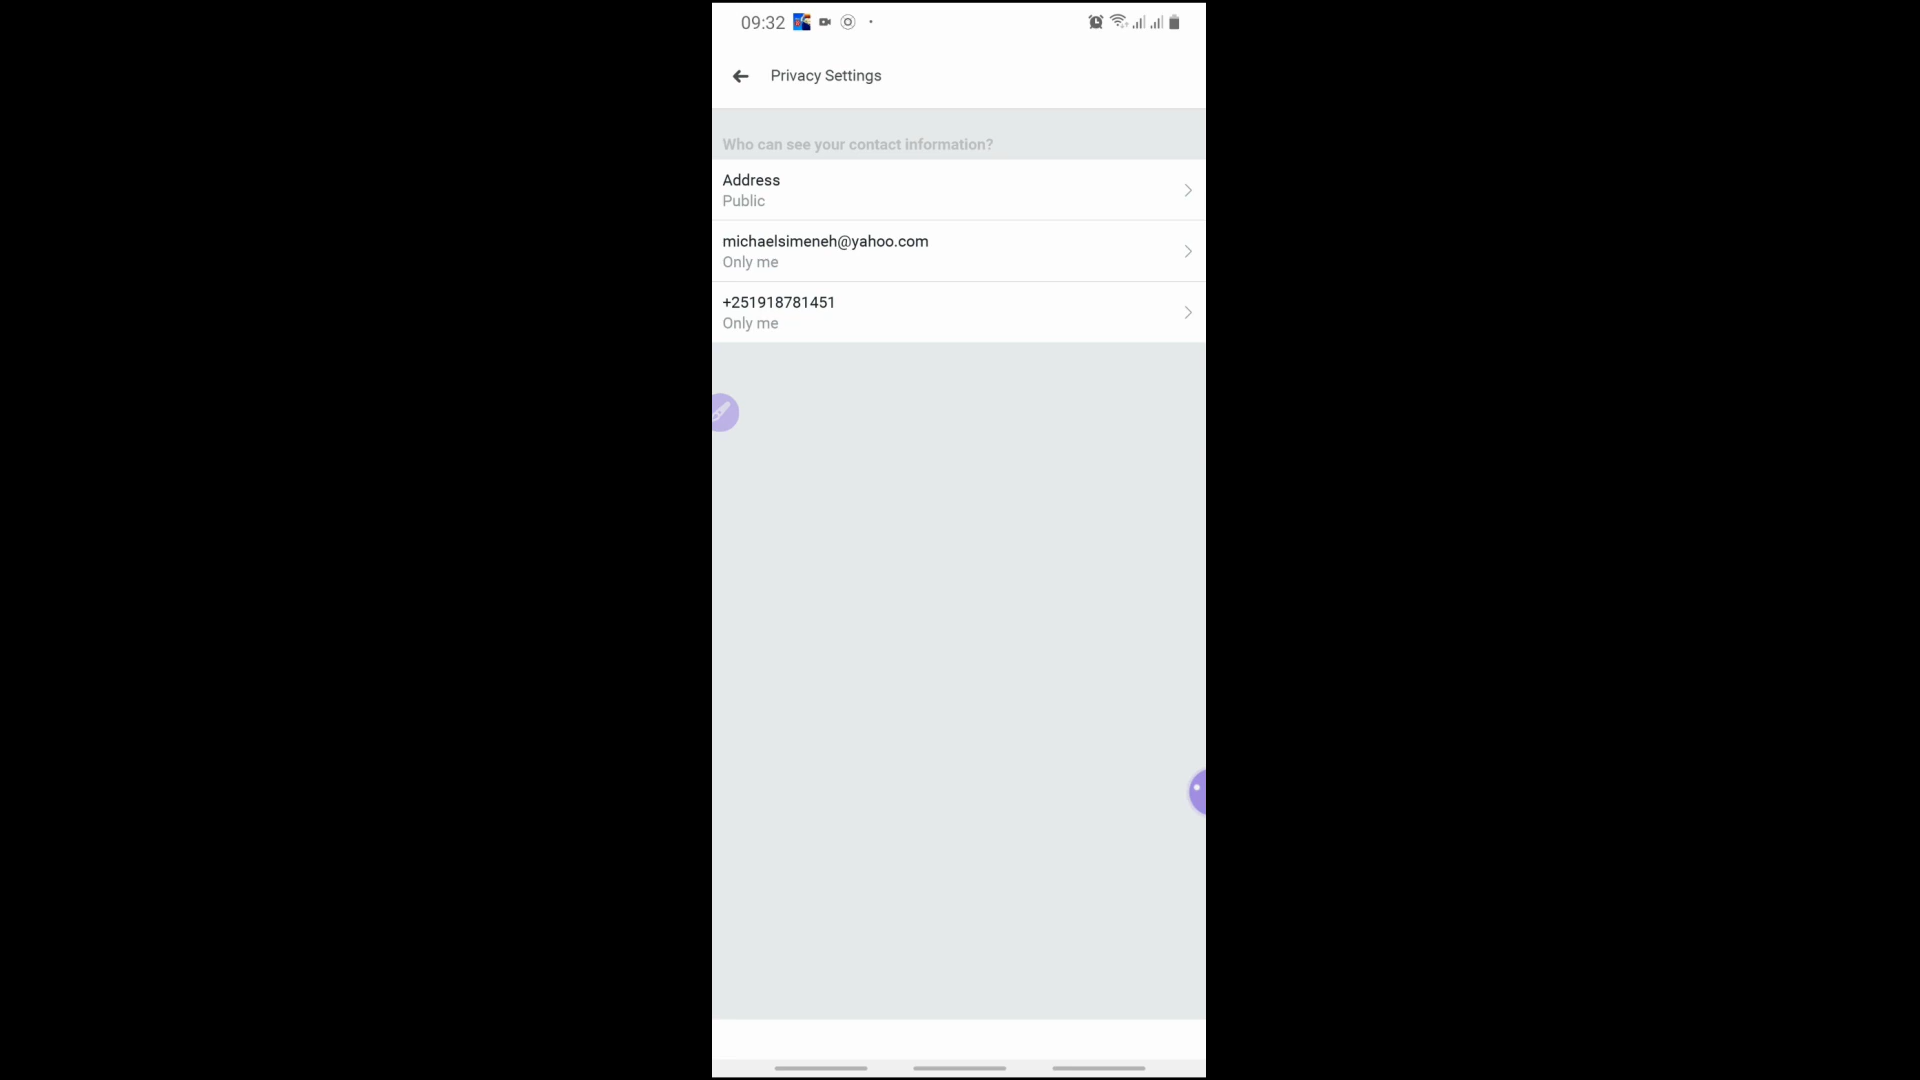 09:32
Privacy Settings
Who can see your contact information?
Address
Public
michaelsimeneh@yahoo.com
Only me
+251918781451
Only me